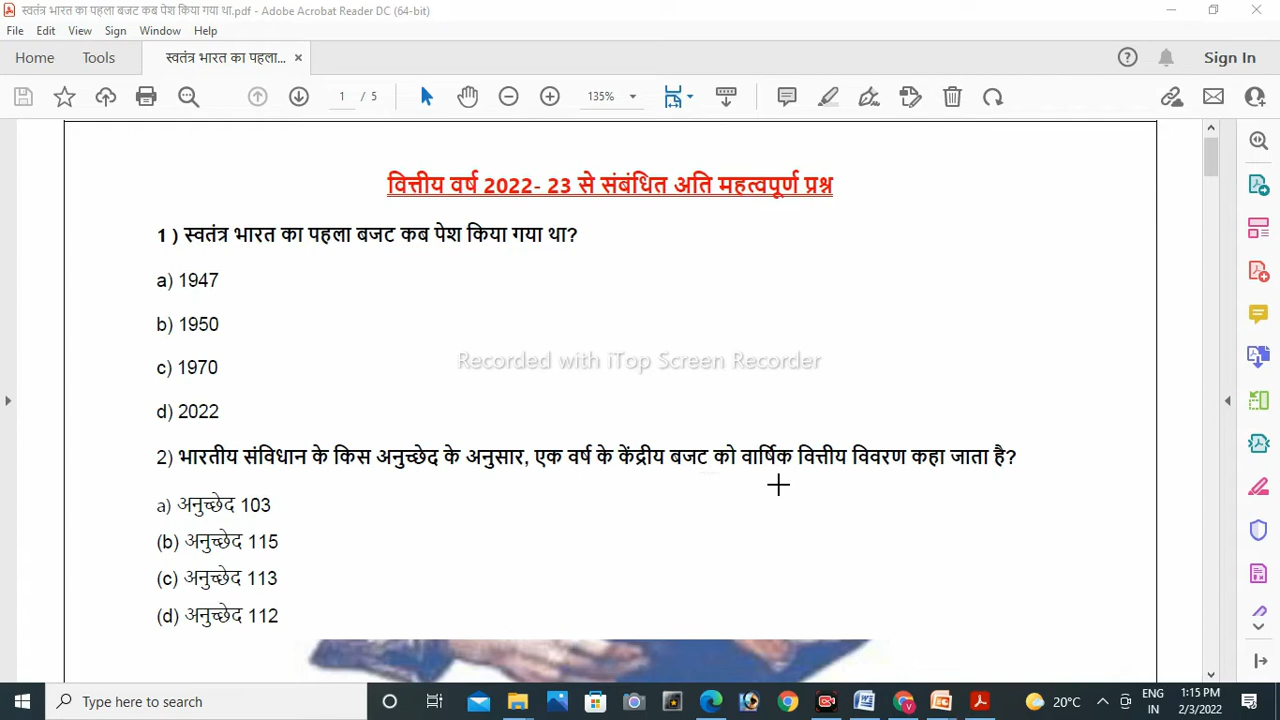 स्वतंत्र भारत का पहला बजट कब पेश किया गया था.pdf - Adobe Acrobat Reader DC (64-bit)
File Edit View Sign Window Help
Home Tools स्वतंत्र भारत का पहला... × Sign In
1 / 5 135%
वित्तीय वर्ष 2022- 23 से संबंधित अति महत्वपूर्ण प्रश्न
1 ) स्वतंत्र भारत का पहला बजट कब पेश किया गया था?
a) 1947
b) 1950
c) 1970
d) 2022
Recorded with iTop Screen Recorder
2) भारतीय संविधान के किस अनुच्छेद के अनुसार, एक वर्ष के केंद्रीय बजट को वार्षिक वित्तीय विवरण कहा जाता है?
a) अनुच्छेद 103
(b) अनुच्छेद 115
(c) अनुच्छेद 113
(d) अनुच्छेद 112
Type here to search
20°C
ENG
IN
1:15 PM
2/3/2022